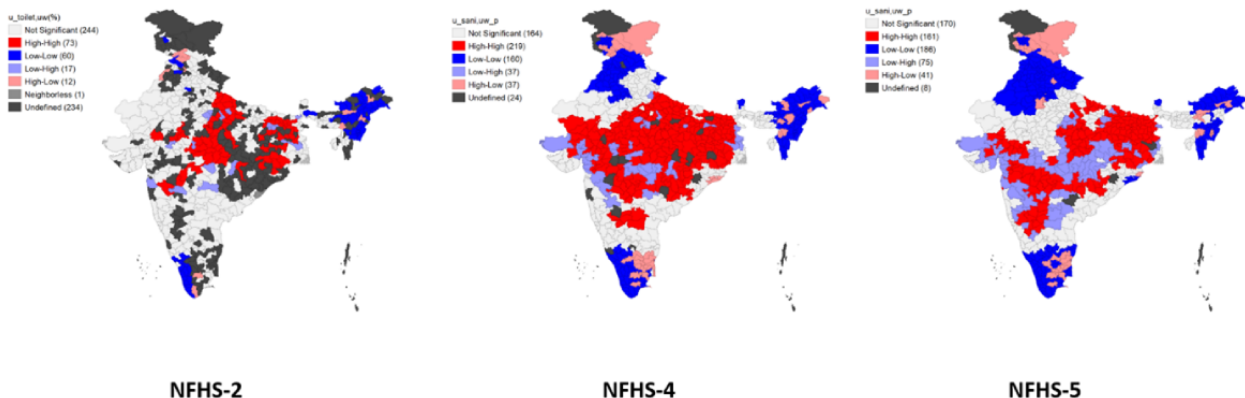 u_toilet,uw(%)
Not Significant (244)
High-High (73)
Low-Low (60)
Low-High (17)
High-Low (12)
Neighborless (1)
Undefined (234)
u_sani,uw_p
Not Significant (164)
High-High (219)
Low-Low (160)
Low-High (37)
High-Low (37)
Undefined (24)
u_sani,uw_p
Not Significant (170)
High-High (161)
Low-Low (186)
Low-High (75)
High-Low (41)
Undefined (8)
NFHS-2
NFHS-4
NFHS-5